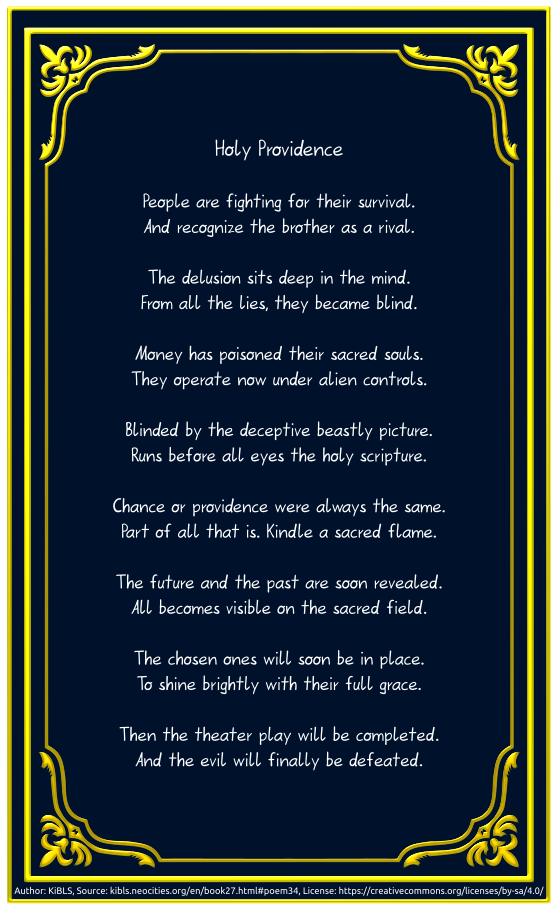 Holy Providence
People are fighting for their survival.
And recognize the brother as a rival.
The delusion sits deep in the mind.
From all the lies, they became blind.
Money has poisoned their sacred souls.
They operate now under alien controls.
Blinded by the deceptive beastly picture.
Runs before all eyes the holy scripture.
Chance or providence were always the same.
Part of all that is. Kindle a sacred flame.
The future and the past are soon revealed.
All becomes visible on the sacred field.
The chosen ones will soon be in place.
To shine brightly with their full grace.
Then the theater play will be completed.
And the evil will finally be defeated.
Author: KiBLS, Source: kibls.neocities.org/en/book27.html#poem34, License: https://creativecommons.org/licenses/by-sa/4.0/